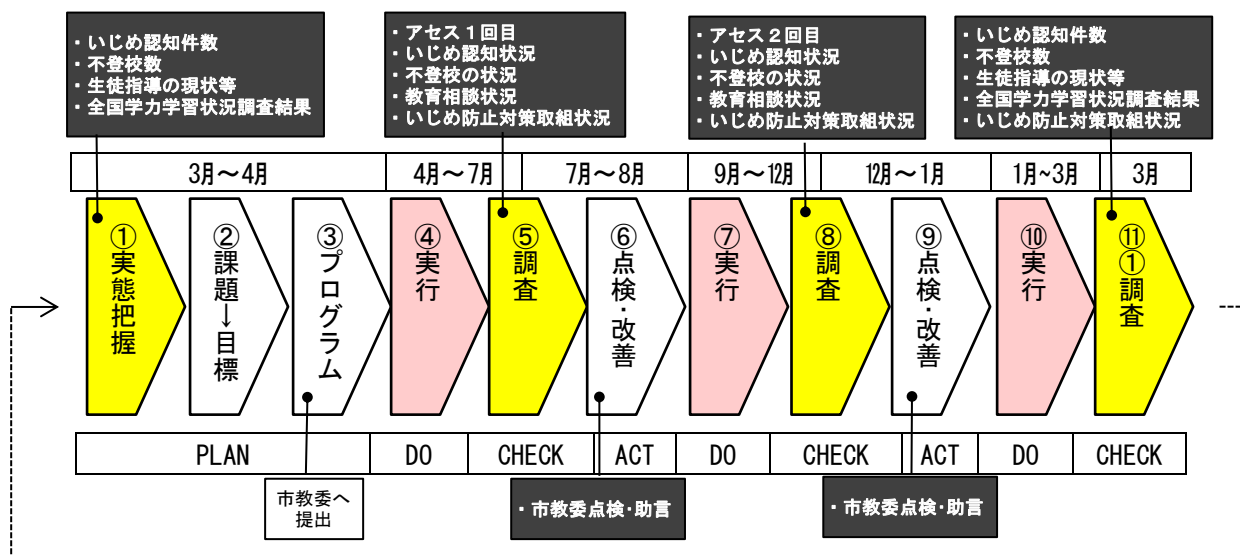 ・いじめ認知件数
・不登校数
・生徒指導の現状等
・全国学力学習状況調査結果
・アセス１回目
・いじめ認知状況
・不登校の状況
・教育相談状況
・いじめ防止対策取組状況
・アセス２回目
・いじめ認知状況
・不登校の状況
・教育相談状況
・いじめ防止対策取組状況
・いじめ認知件数
・不登校数
・生徒指導の現状等
・全国学力学習状況調査結果
・いじめ防止対策取組状況
3月～4月
4月～7月
7月～8月
9月～12月
12月～1月
1月~3月
3月
①実態把握
②課題→目標
③プログラム
④実行
⑤調査
⑥点検・改善
⑦実行
⑧調査
⑨点検・改善
⑩実行
⑪①調査
PLAN
DO
CHECK
ACT
DO
CHECK
ACT
DO
CHECK
市教委へ
提出
・市教委点検・助言
・市教委点検・助言